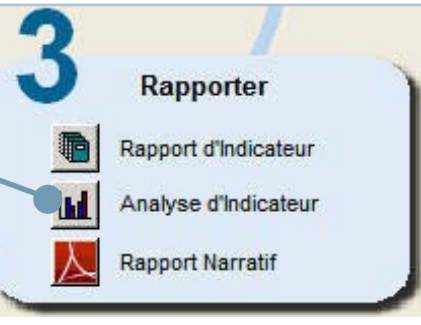 3
Rapporter
Rapport d'Indicateur
Analyse d'Indicateur
Rapport Narratif